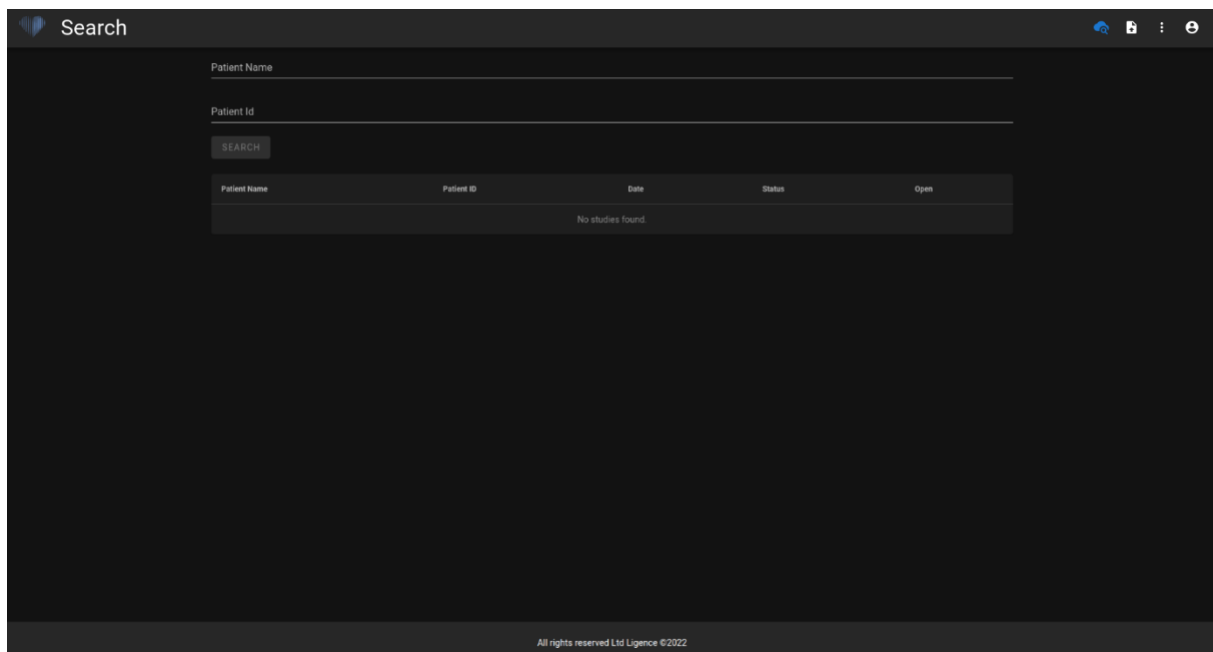 Search
Patient Name
Patient Id
SEARCH
Patient Name Patient ID Date Status Open
No studies found.
All rights reserved Ltd Ligence ©2022